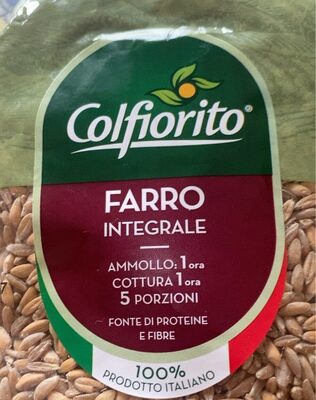 Colfiorito®
FARRO
INTEGRALE
AMMOLLO: 1 ora
COTTURA 1 ora
5 PORZIONI
FONTE DI PROTEINE
E FIBRE
100%
PRODOTTO ITALIANO